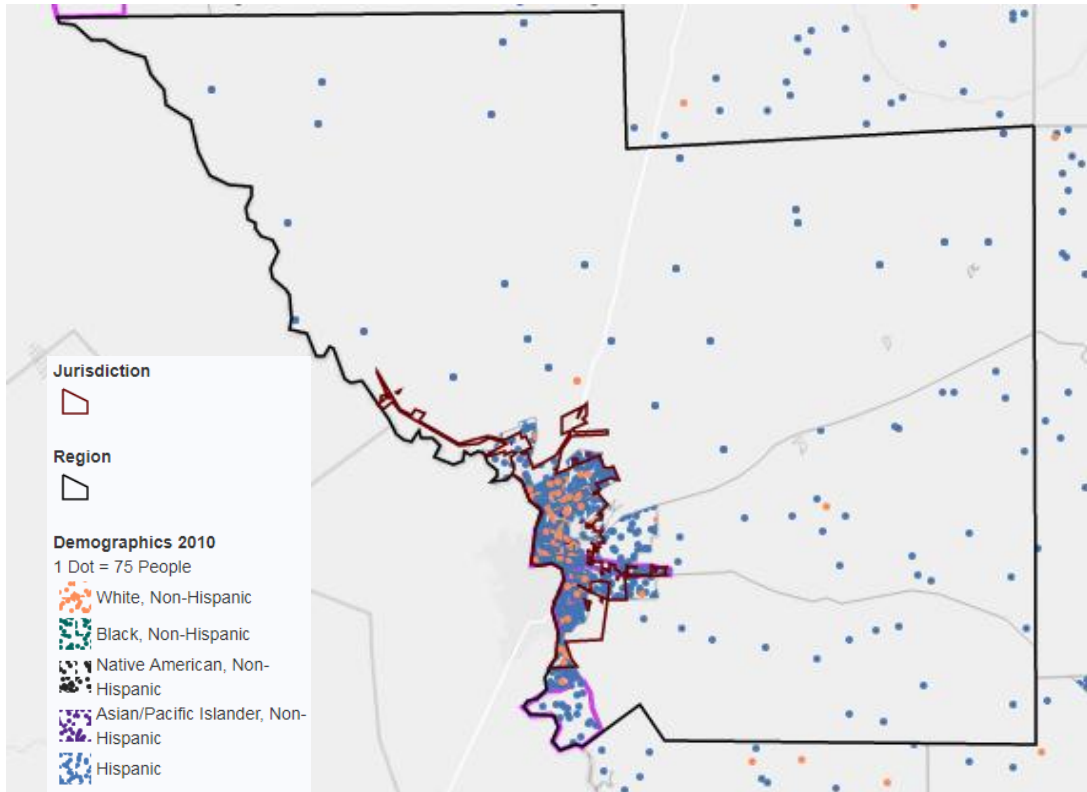 Jurisdiction
Region
Demographics 2010
1 Dot = 75 People
White, Non-Hispanic
Black, Non-Hispanic
Native American, Non-
Hispanic
Asian/Pacific Islander, Non-
Hispanic
Hispanic